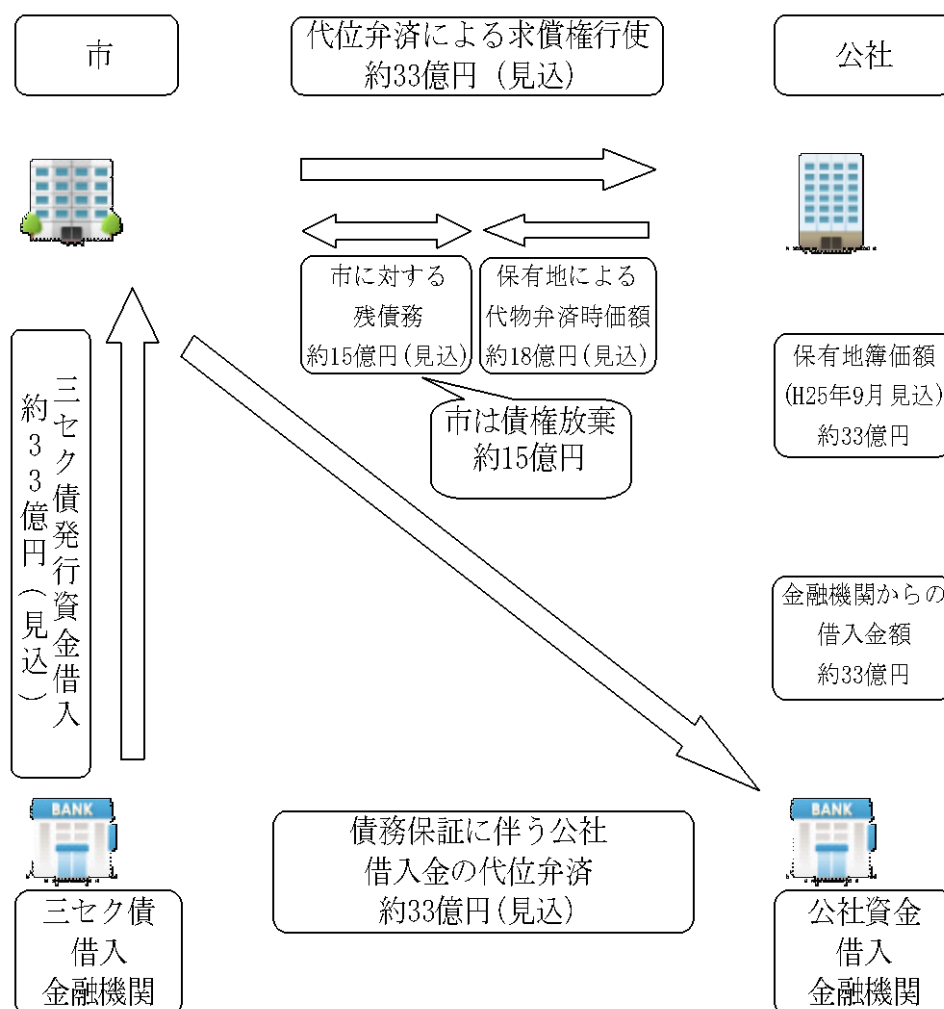 市
代位弁済による求償権行使
約33億円（見込）
公社
市に対する
残債務
約15億円(見込)
保有地による
代物弁済時価額
約18億円(見込)
市は債権放棄
約15億円
保有地簿価額
(H25年9月見込)
約33億円
三セク債発行資金借入
約３３億円（見込）
金融機関からの
借入金額
約33億円
BANK
三セク債
借入
金融機関
債務保証に伴う公社
借入金の代位弁済
約33億円(見込)
BANK
公社資金
借入
金融機関